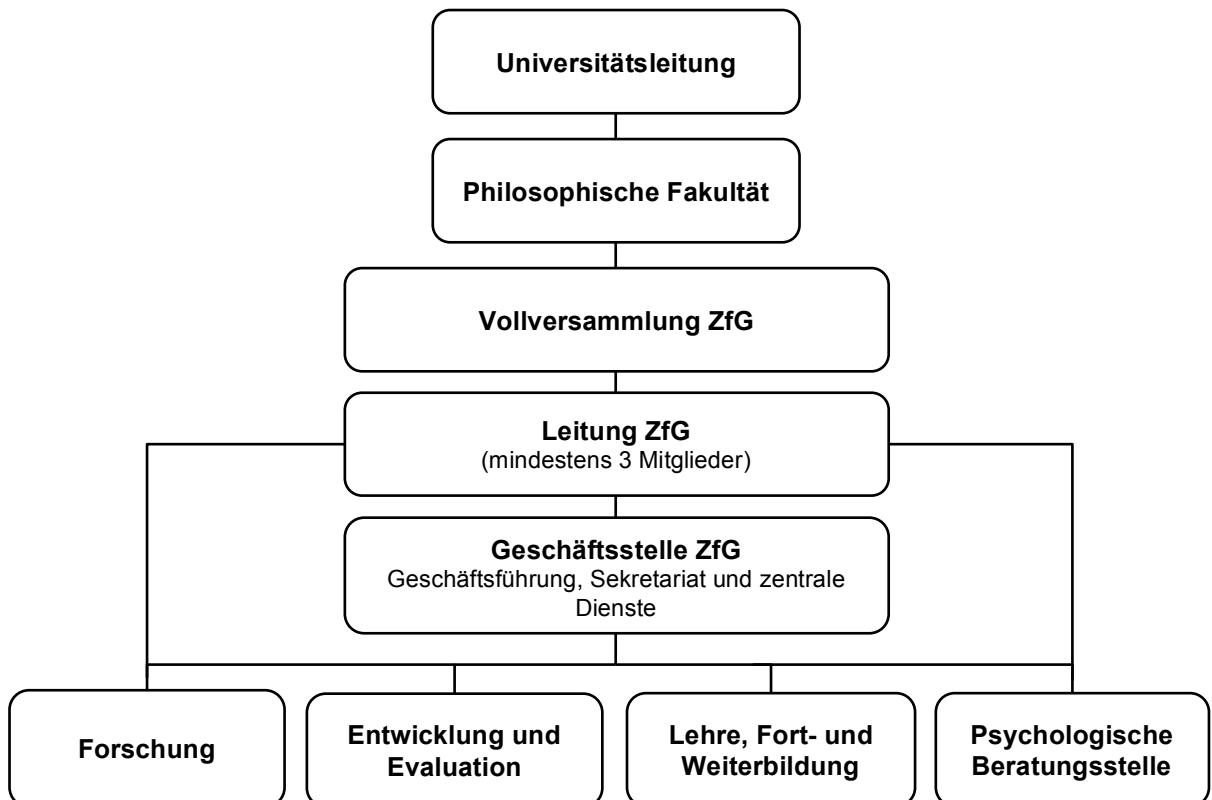 Universitätsleitung
Philosophische Fakultät
Vollversammlung ZfG
Leitung ZfG
(mindestens 3 Mitglieder)
Geschäftsstelle ZfG
Geschäftsführung, Sekretariat und zentrale
Dienste
Forschung
Entwicklung und
Evaluation
Lehre, Fort- und
Weiterbildung
Psychologische
Beratungsstelle